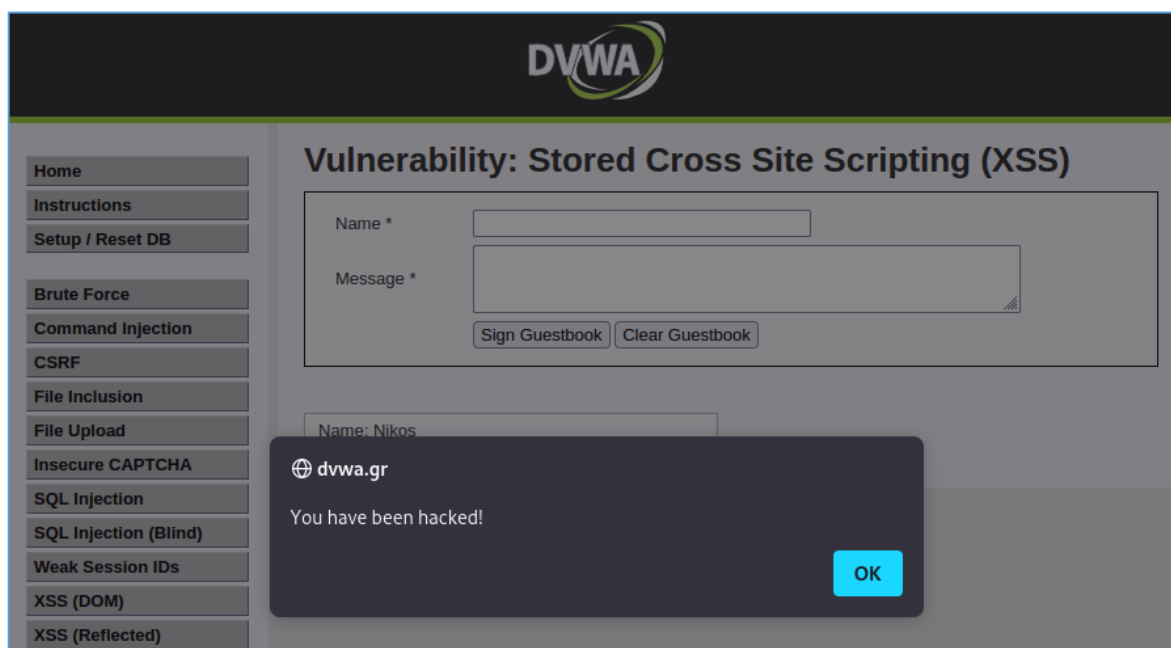 DVWA
Home
Instructions
Setup / Reset DB
Brute Force
Command Injection
CSRF
File Inclusion
File Upload
Insecure CAPTCHA
SQL Injection
SQL Injection (Blind)
Weak Session IDs
XSS (DOM)
XSS (Reflected)
Vulnerability: Stored Cross Site Scripting (XSS)
Name *
Message *
Sign Guestbook Clear Guestbook
Name: Nikos
dvwa.gr
You have been hacked!
OK